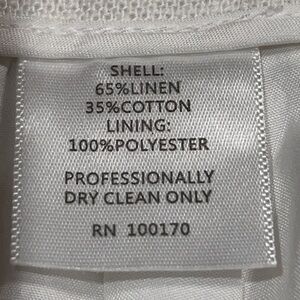 SHELL:
65%LINEN
35%COTTON
LINING:
100%POLYESTER
PROFESSIONALLY
DRY CLEAN ONLY
RN 100170